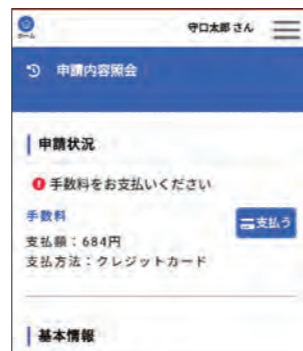 守口太郎 さん
ホーム
申請内容照会
申請状況
手数料をお支払いください
手数料
支払う
支払額：684円
支払方法：クレジットカード
基本情報